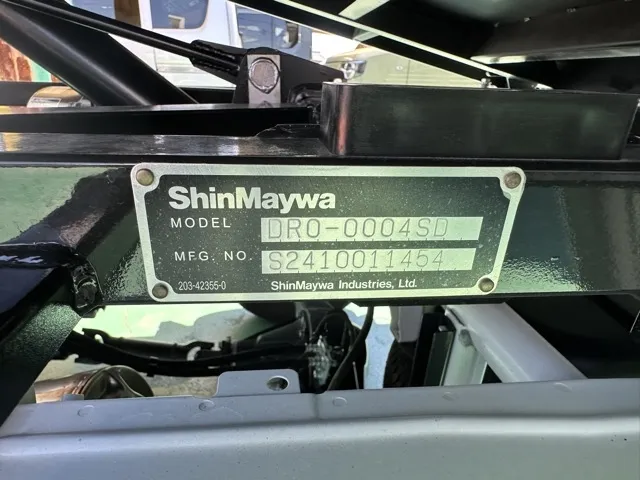 ShinMaywa
MODEL DR0-0004SD
MFG. NO. S2410011454
203-42355-0 ShinMaywa Industries, Ltd.